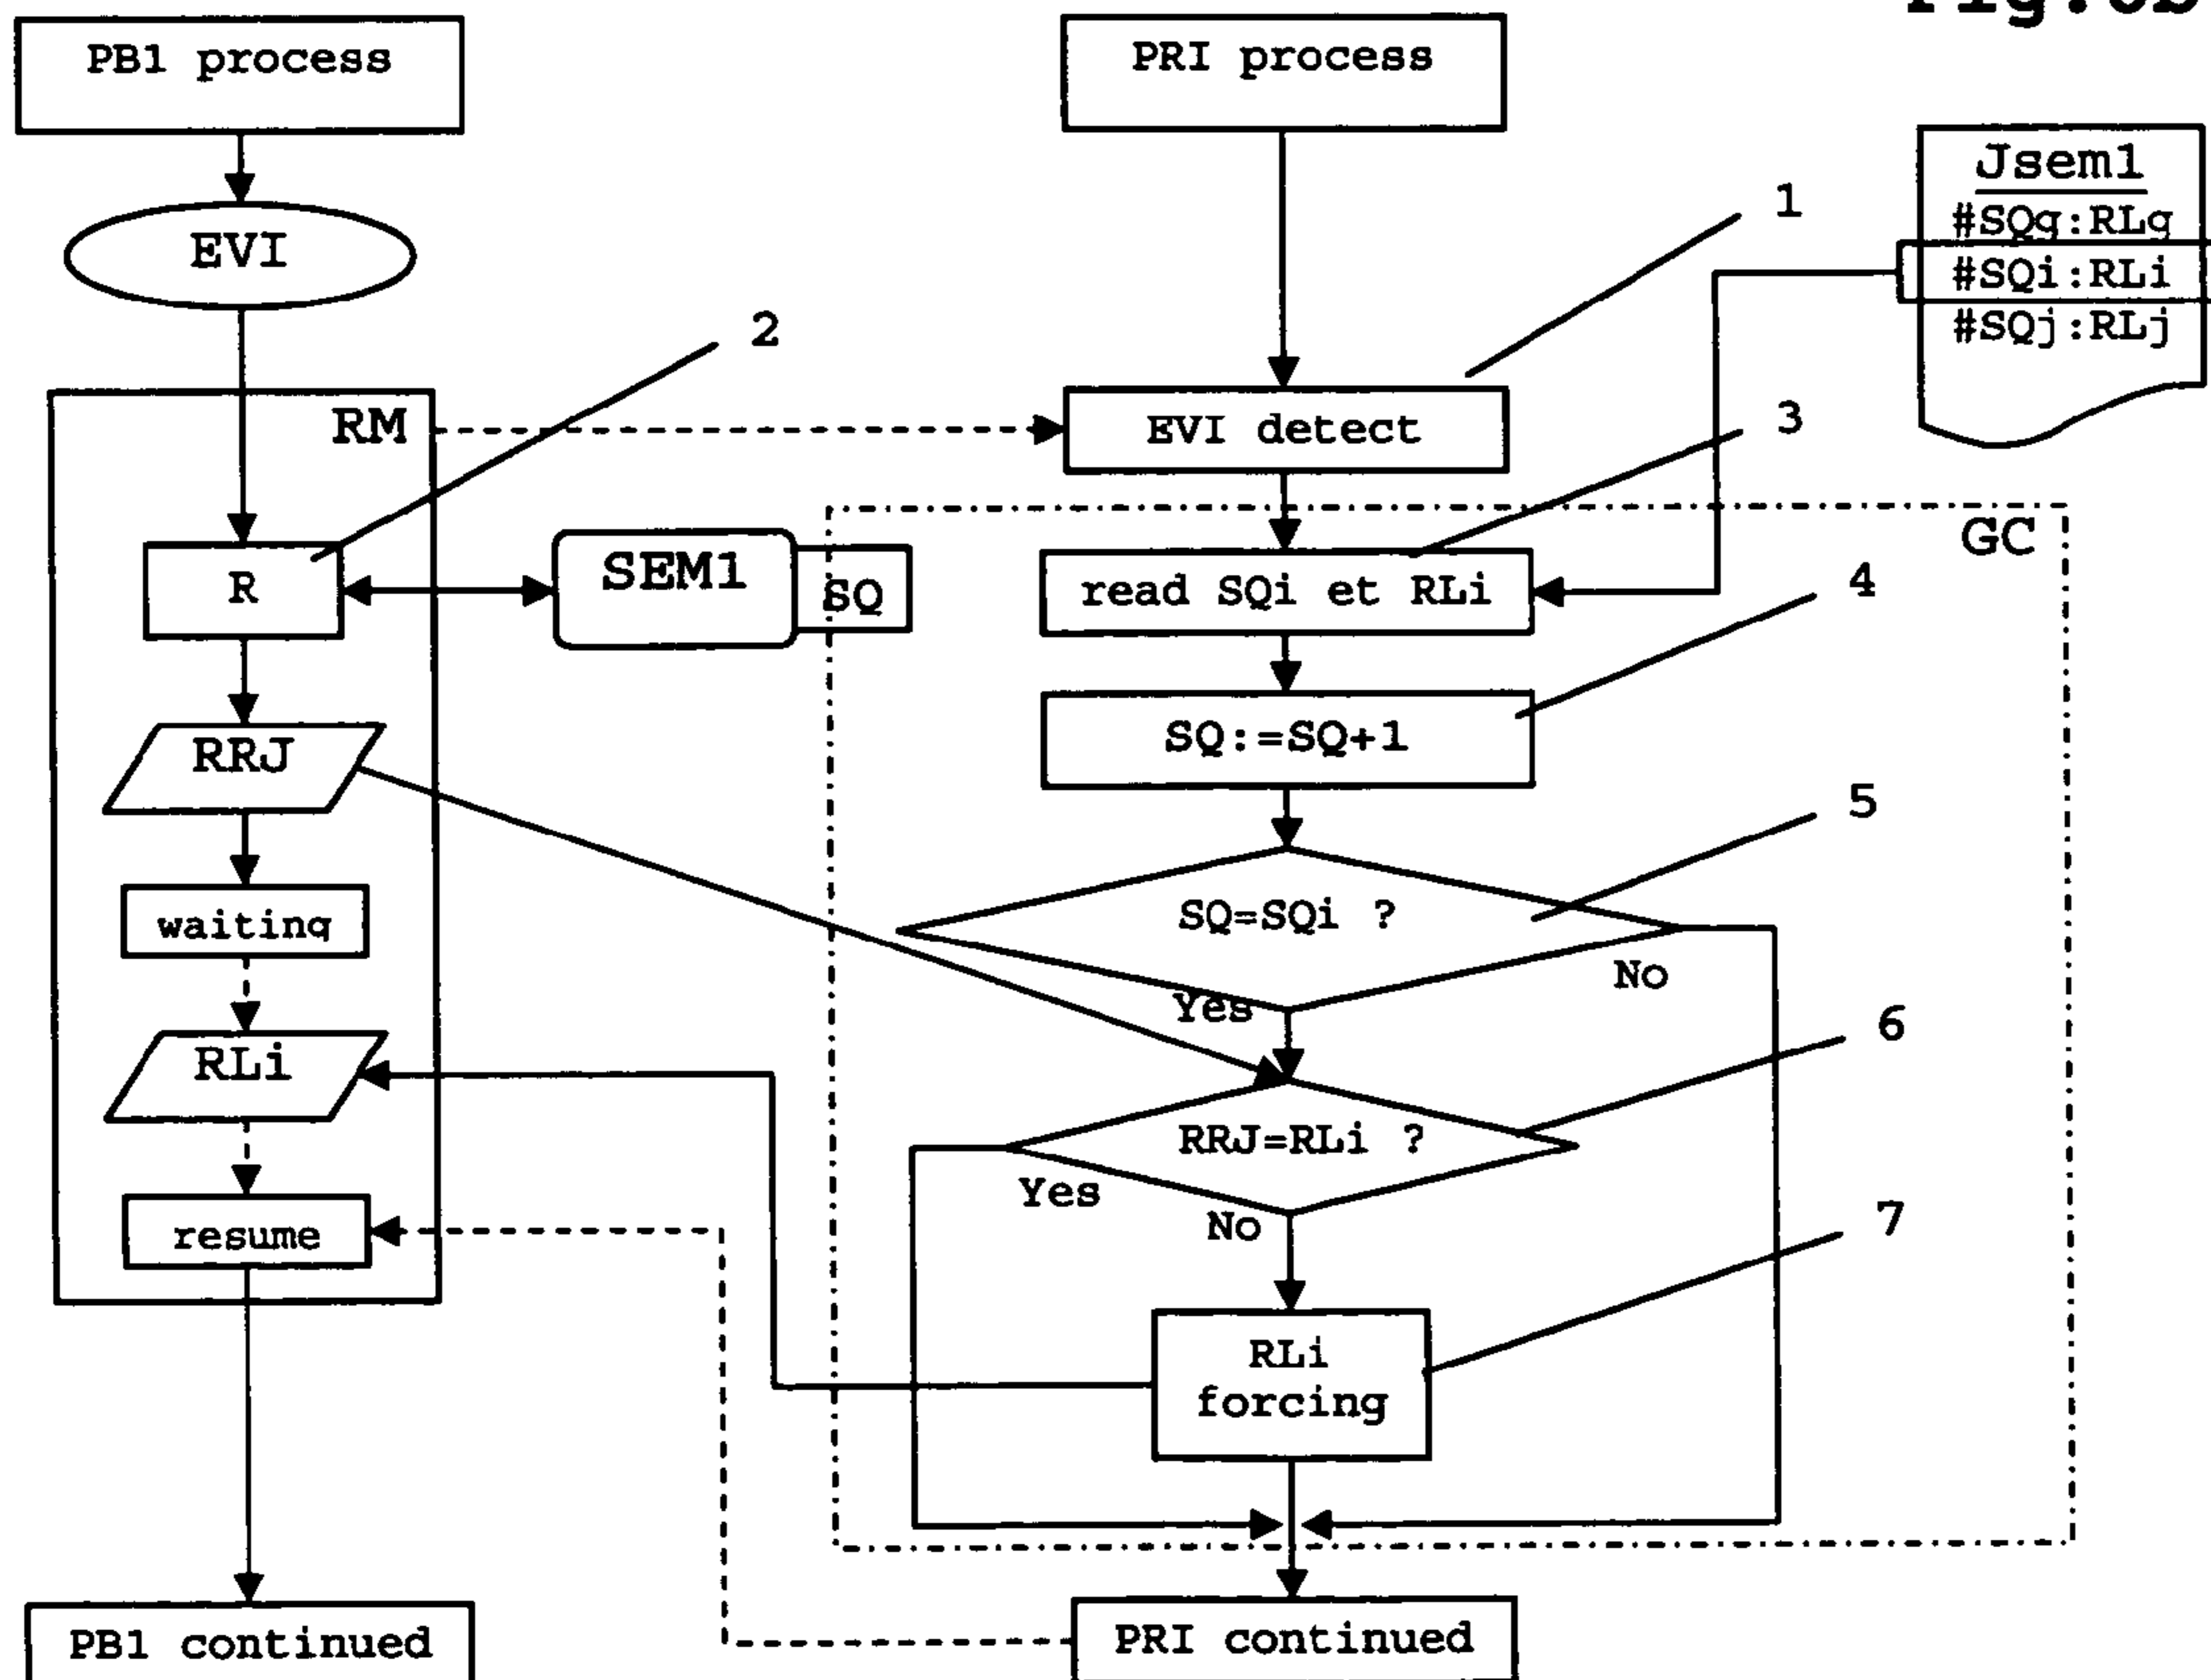 PB1 process
PRI process
Jsem1
#SQq:RLq
#SQi:RLi
#SQj:RLj
1
EVI
2
RM
EVI detect
3
GC
R
SEM1
SQ
read SQi et RLi
4
RRJ
SQ:=SQ+1
5
waiting
SQ=SQi ?
No
Yes
6
RLi
RRJ=RLi ?
Yes
No
7
resume
RLi
forcing
PB1 continued
PRI continued